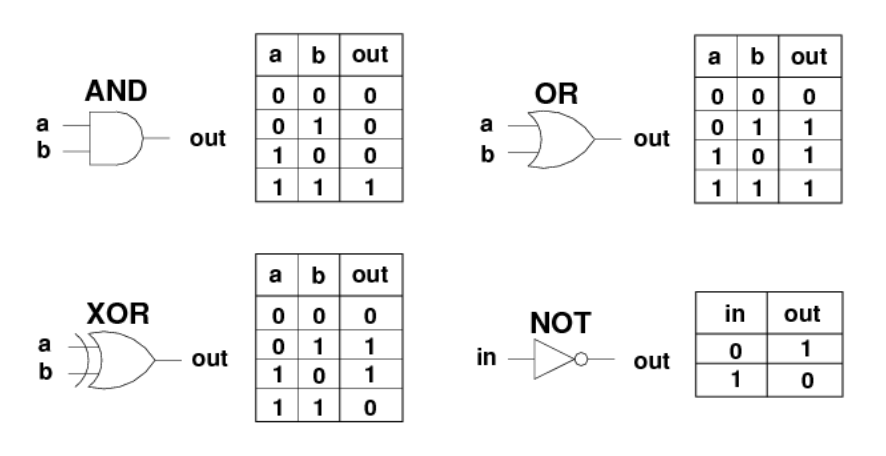 AND
a
b
out
a b out
0 0 0
0 1 0
1 0 0
1 1 1
OR
a
b
out
a b out
0 0 0
0 1 1
1 0 1
1 1 1
XOR
a
b
out
a b out
0 0 0
0 1 1
1 0 1
1 1 0
NOT
in
out
in out
0 1
1 0